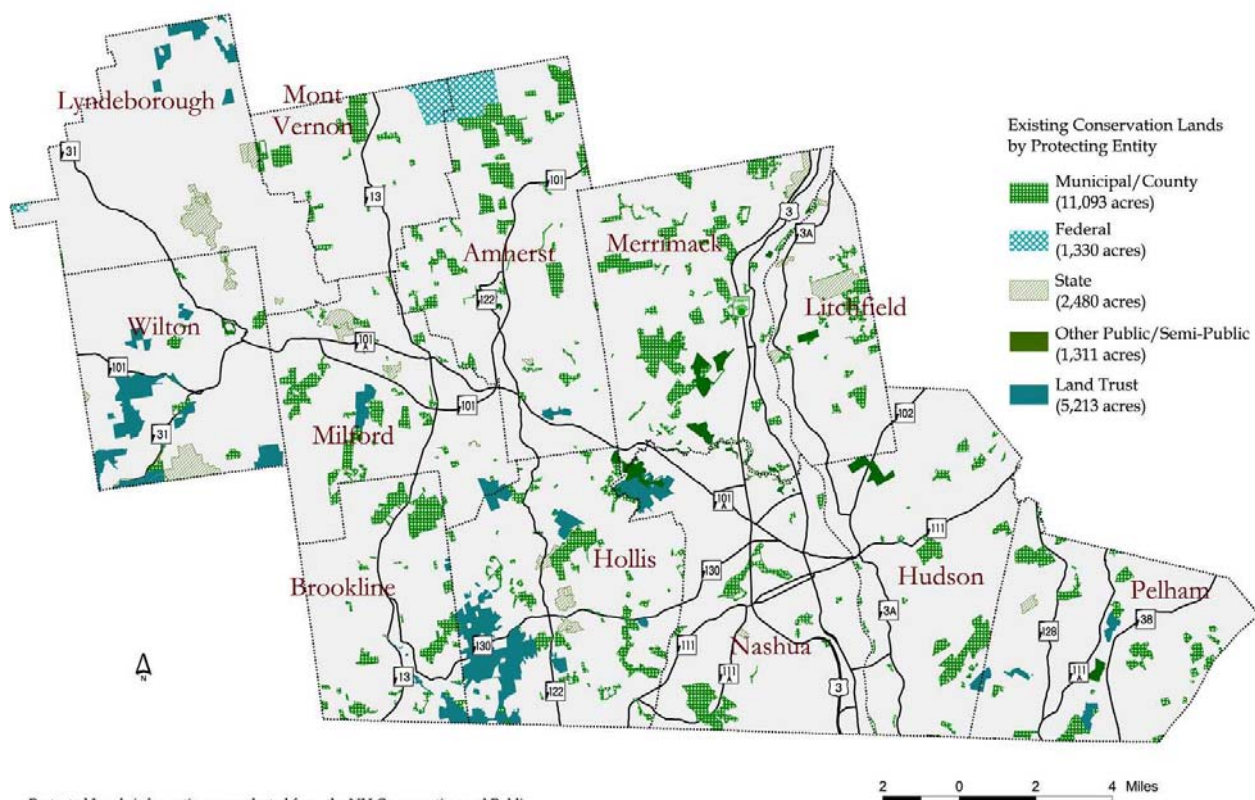 Lyndeborough
Mont
Vernon
31
13
101
3
3A
Amherst
Merrimack
122
Litchfield
Wilton
101
101
A
101
31
Milford
102
101
A
111
Hollis
130
Hudson
Brookline
Pelham
130
Nashua
111
3A
128
38
13
122
111
A
3
111
A
N
Existing Conservation Lands
by Protecting Entity
Municipal/County
(11,093 acres)
Federal
(1,330 acres)
State
(2,480 acres)
Other Public/Semi-Public
(1,311 acres)
Land Trust
(5,213 acres)
2 0 2 4 Miles